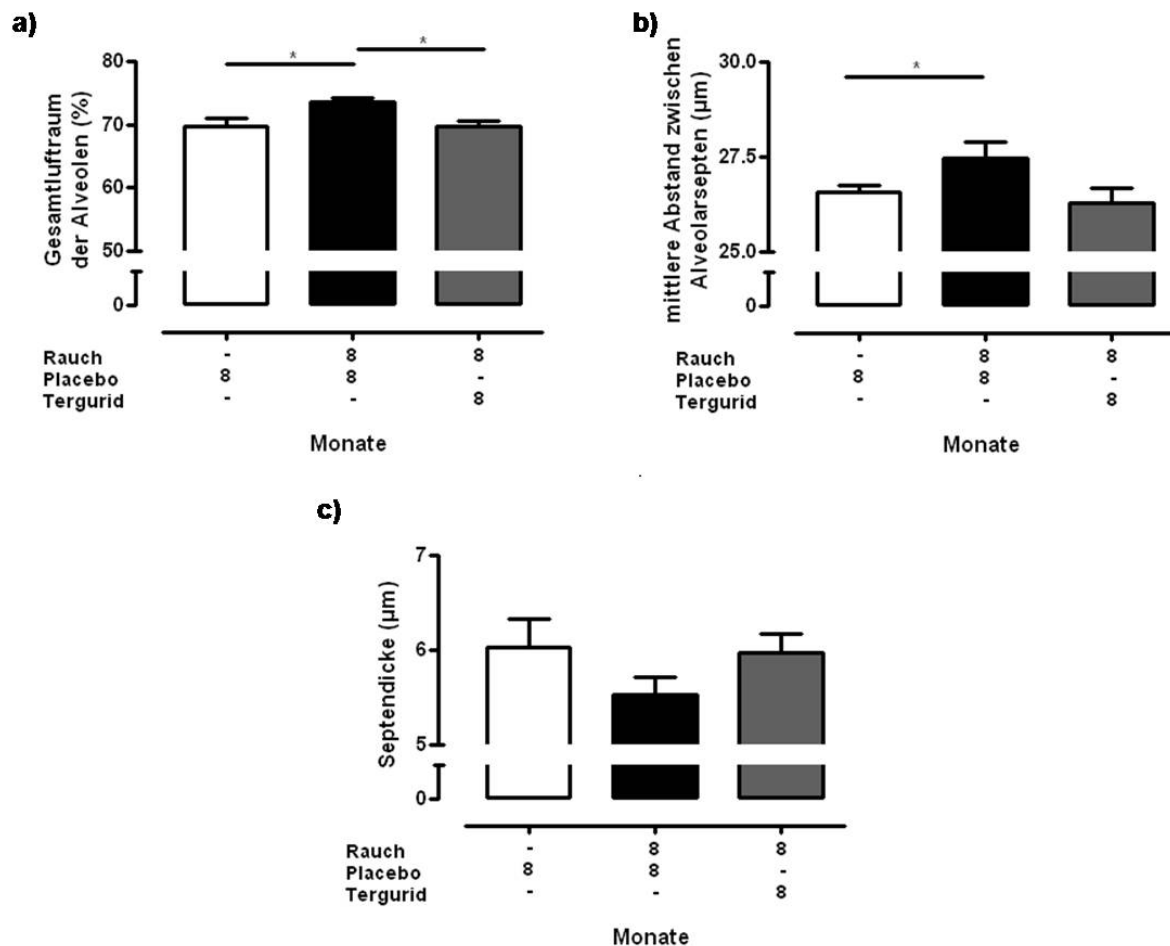 a)
Gesamtluftraum
der Alveolen (%)
80
70
60
50
0
*
*
Rauch - 8 8
Placebo 8 8 -
Tergurid - - 8
Monate
b)
mittlere Abstand zwischen
Alveolarsepten (µm)
30.0
27.5
25.0
0
*
Rauch - 8 8
Placebo 8 8 -
Tergurid - - 8
Monate
c)
Septendicke (µm)
7
6
5
0
Rauch - 8 8
Placebo 8 8 -
Tergurid - - 8
Monate